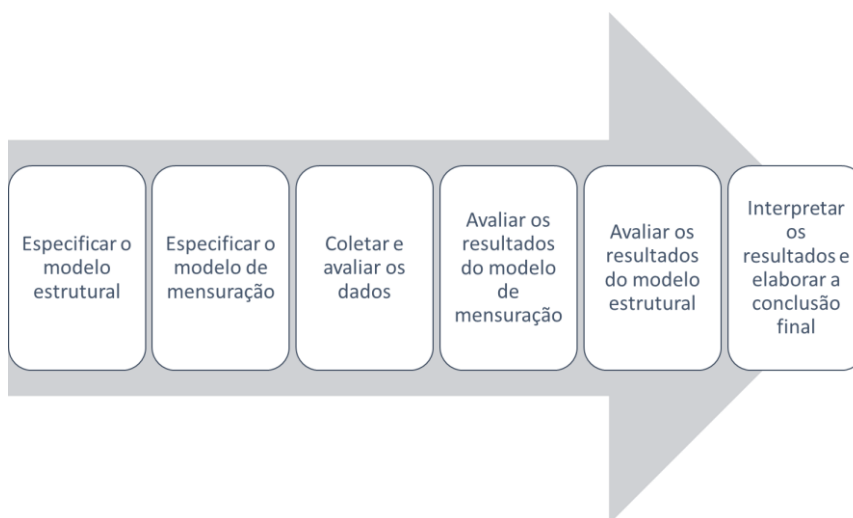 Especificar o
modelo
estrutural
Especificar o
modelo de
mensuração
Coletar e
avaliar os
dados
Avaliar os
resultados
do modelo
de
mensuração
Avaliar os
resultados
do modelo
estrutural
Interpretar
os
resultados e
elaborar a
conclusão
final